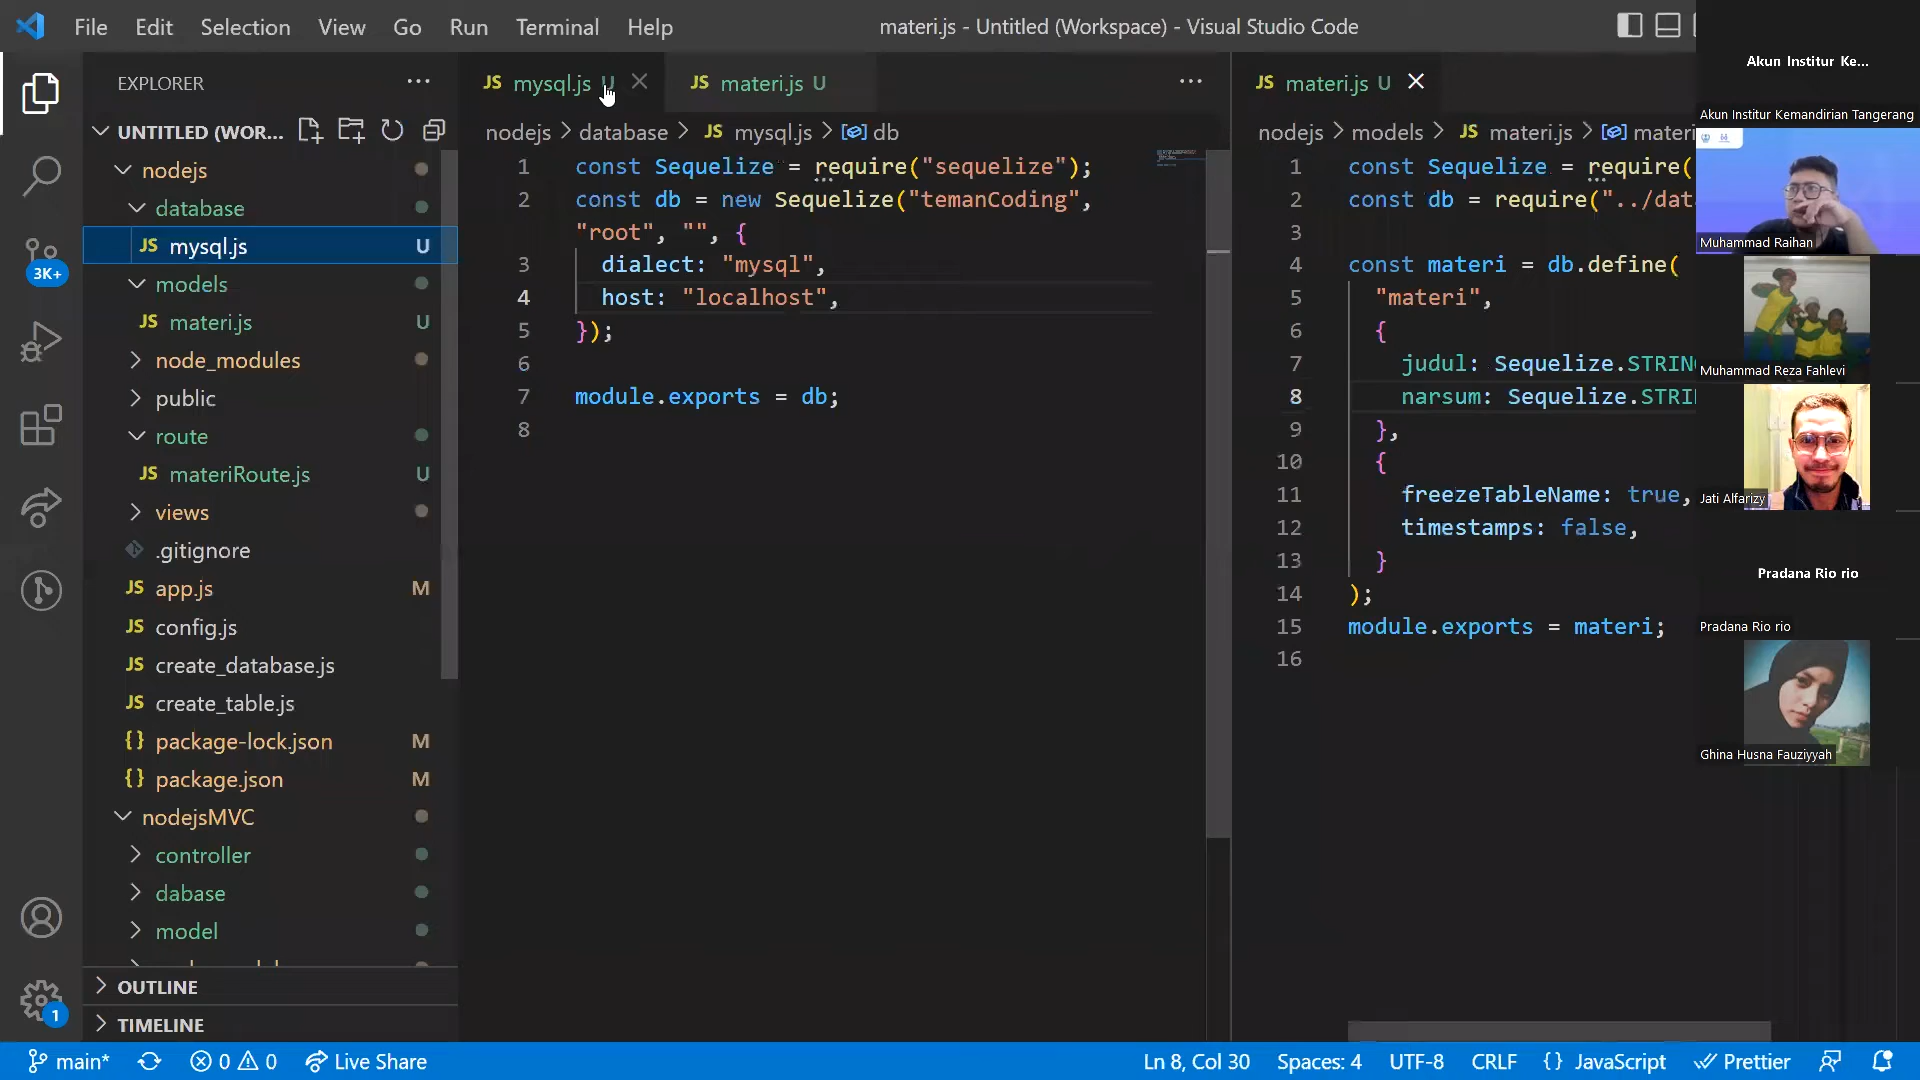 File Edit Selection View Go Run Terminal Help
materi.js - Untitled (Workspace) - Visual Studio Code
EXPLORER
UNTITLED (WOR...
nodejs
database
JS mysql.js U
models
JS materi.js U
node_modules
public
route
JS materiRoute.js U
views
.gitignore
JS app.js M
JS config.js
JS create_database.js
JS create_table.js
{} package-lock.json M
{} package.json M
nodejsMVC
controller
dabase
model
OUTLINE
TIMELINE
3K+
1
JS mysql.js U
JS materi.js U
nodejs > database > JS mysql.js > db
1 const Sequelize = require("sequelize");
2 const db = new Sequelize("temanCoding",
"root", "", {
3 dialect: "mysql",
4 host: "localhost",
5 });
6
7 module.exports = db;
8
JS materi.js U
nodejs > models > JS materi.js > materi
1 const Sequelize = require(
2 const db = require("../dat
3
4 const materi = db.define(
5 "materi",
6 {
7 judul: Sequelize.STRING
8 narsum: Sequelize.STRI
9 },
10 {
11 freezeTableName: true,
12 timestamps: false,
13 }
14 );
15 module.exports = materi;
16
Akun Institur Ke...
Akun Institur Kemandirian Tangerang
Muhammad Raihan
Muhammad Reza Fahlevi
Jati Alfarizy
Pradana Rio rio
Pradana Rio rio
Ghina Husna Fauziyyah
main* 0 0 Live Share
Ln 8, Col 30 Spaces: 4 UTF-8 CRLF {} JavaScript Prettier